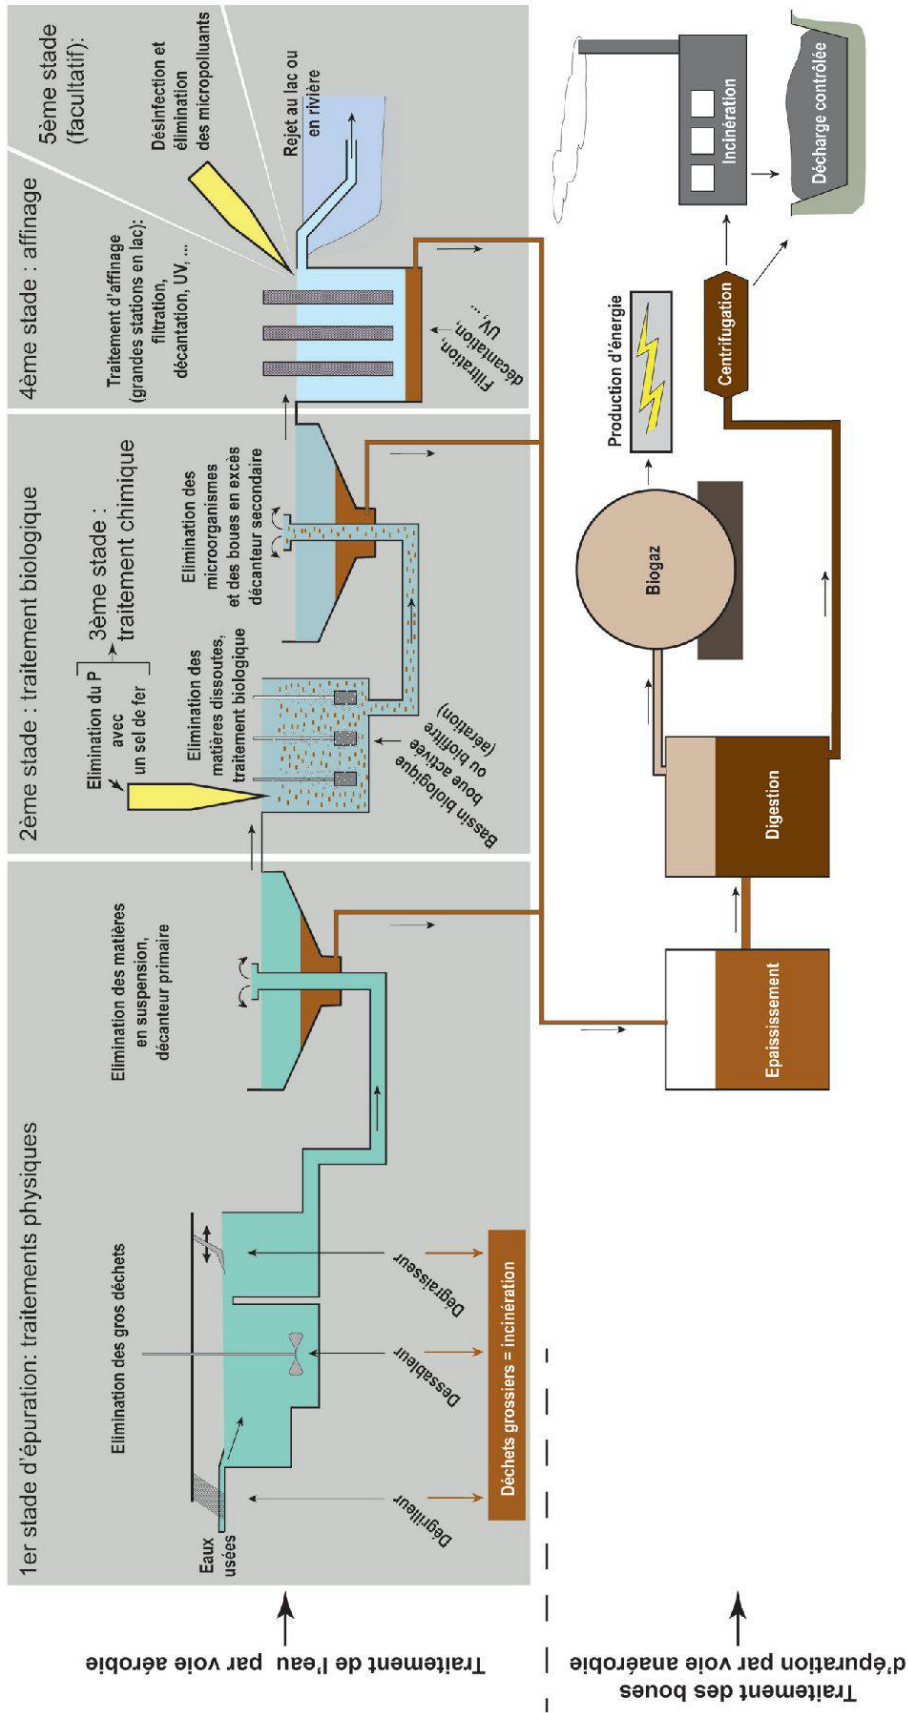 1er stade d'épuration: traitements physiques
Elimination des gros déchets
Eaux
usées
Dégrilleur
Dessableur
Dégraisseur
Déchets grossiers = incinération
Elimination des matières
en suspension,
décanteur primaire
2ème stade : traitement biologique
Elimination du P
avec
un sel de fer
3ème stade :
traitement chimique
Elimination des
matières dissoutes,
traitement biologique
Bassin biologique
boue activée
ou biofiltre
(aération)
Elimination des
microorganismes
et des boues en excès
décanteur secondaire
4ème stade : affinage
Traitement d'affinage
(grandes stations en lac):
filtration,
décantation, UV, ...
Filtration,
décantation,
UV, ...
5ème stade
(facultatif):
Désinfection et
élimination
des micropolluants
Rejet au lac ou
en rivière
Traitement de l'eau
par voie aérobie
Traitement des boues
d'épuration par voie anaérobie
Epaississement
Digestion
Biogaz
Production d'énergie
Centrifugation
Incinération
Décharge contrôlée